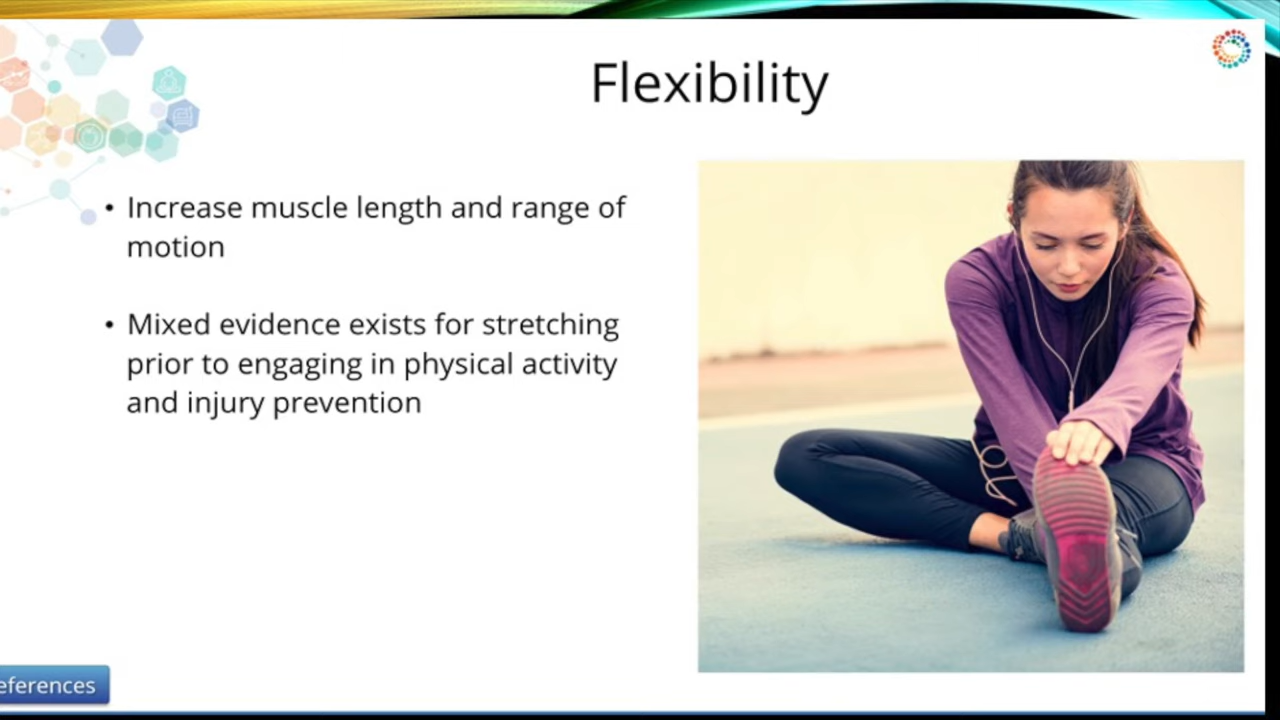 Flexibility
• Increase muscle length and range of
motion
• Mixed evidence exists for stretching
prior to engaging in physical activity
and injury prevention
eferences